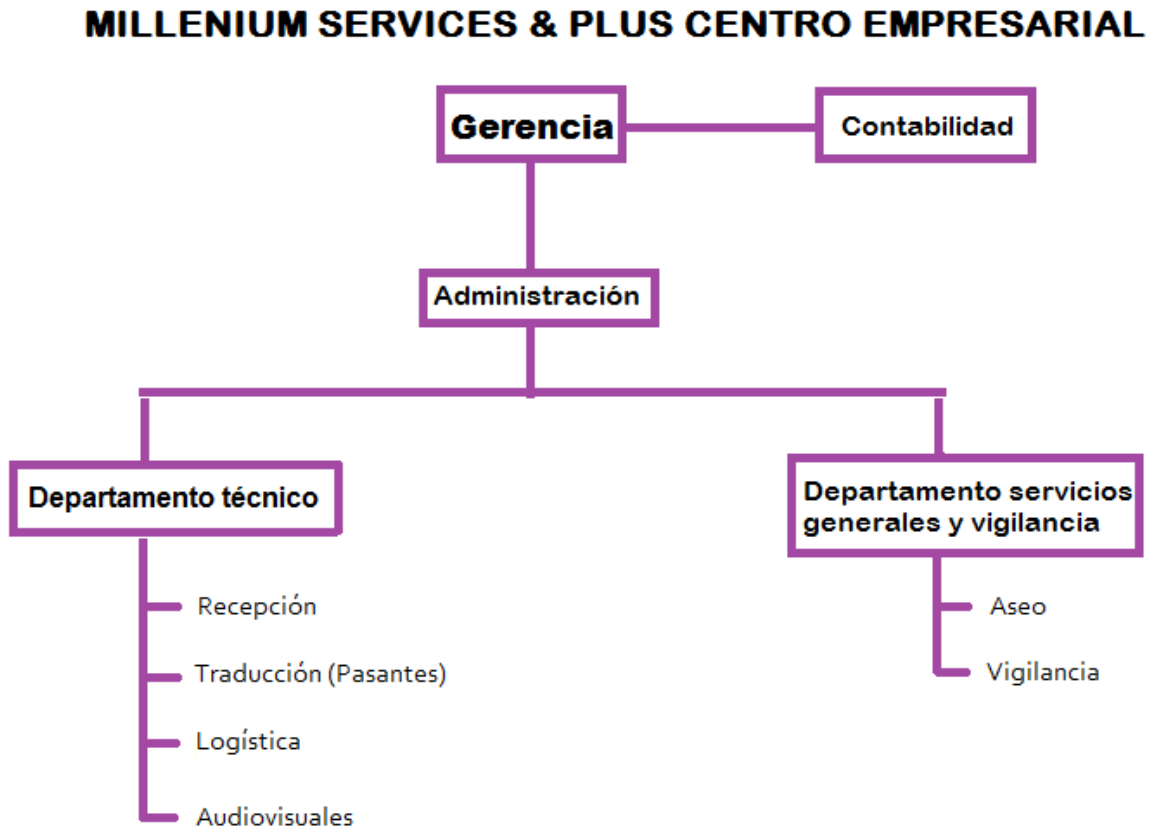 MILLENIUM SERVICES & PLUS CENTRO EMPRESARIAL
Gerencia
Contabilidad
Administración
Departamento técnico
Recepción
Traducción (Pasantes)
Logística
Audiovisuales
Departamento servicios
generales y vigilancia
Aseo
Vigilancia